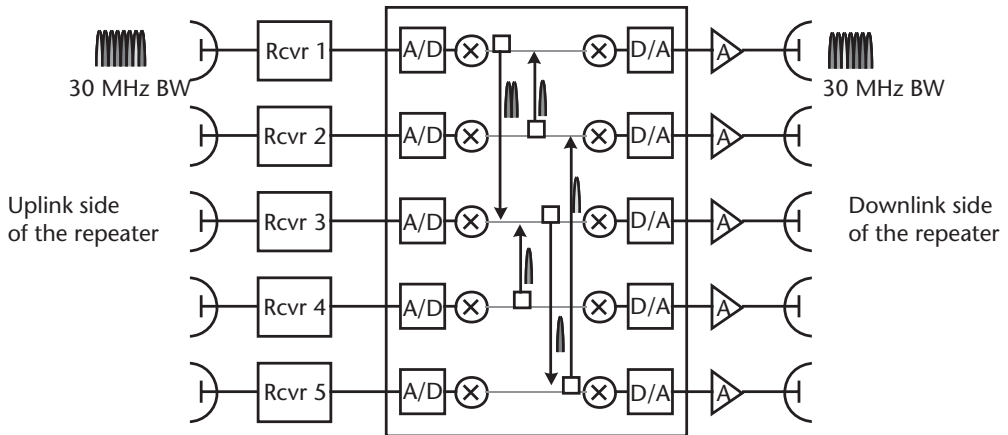 Rcvr 1 A/D D/A A
30 MHz BW 30 MHz BW
Rcvr 2 A/D D/A A
Uplink side
of the repeater
Rcvr 3 A/D D/A A
Downlink side
of the repeater
Rcvr 4 A/D D/A A
Rcvr 5 A/D D/A A